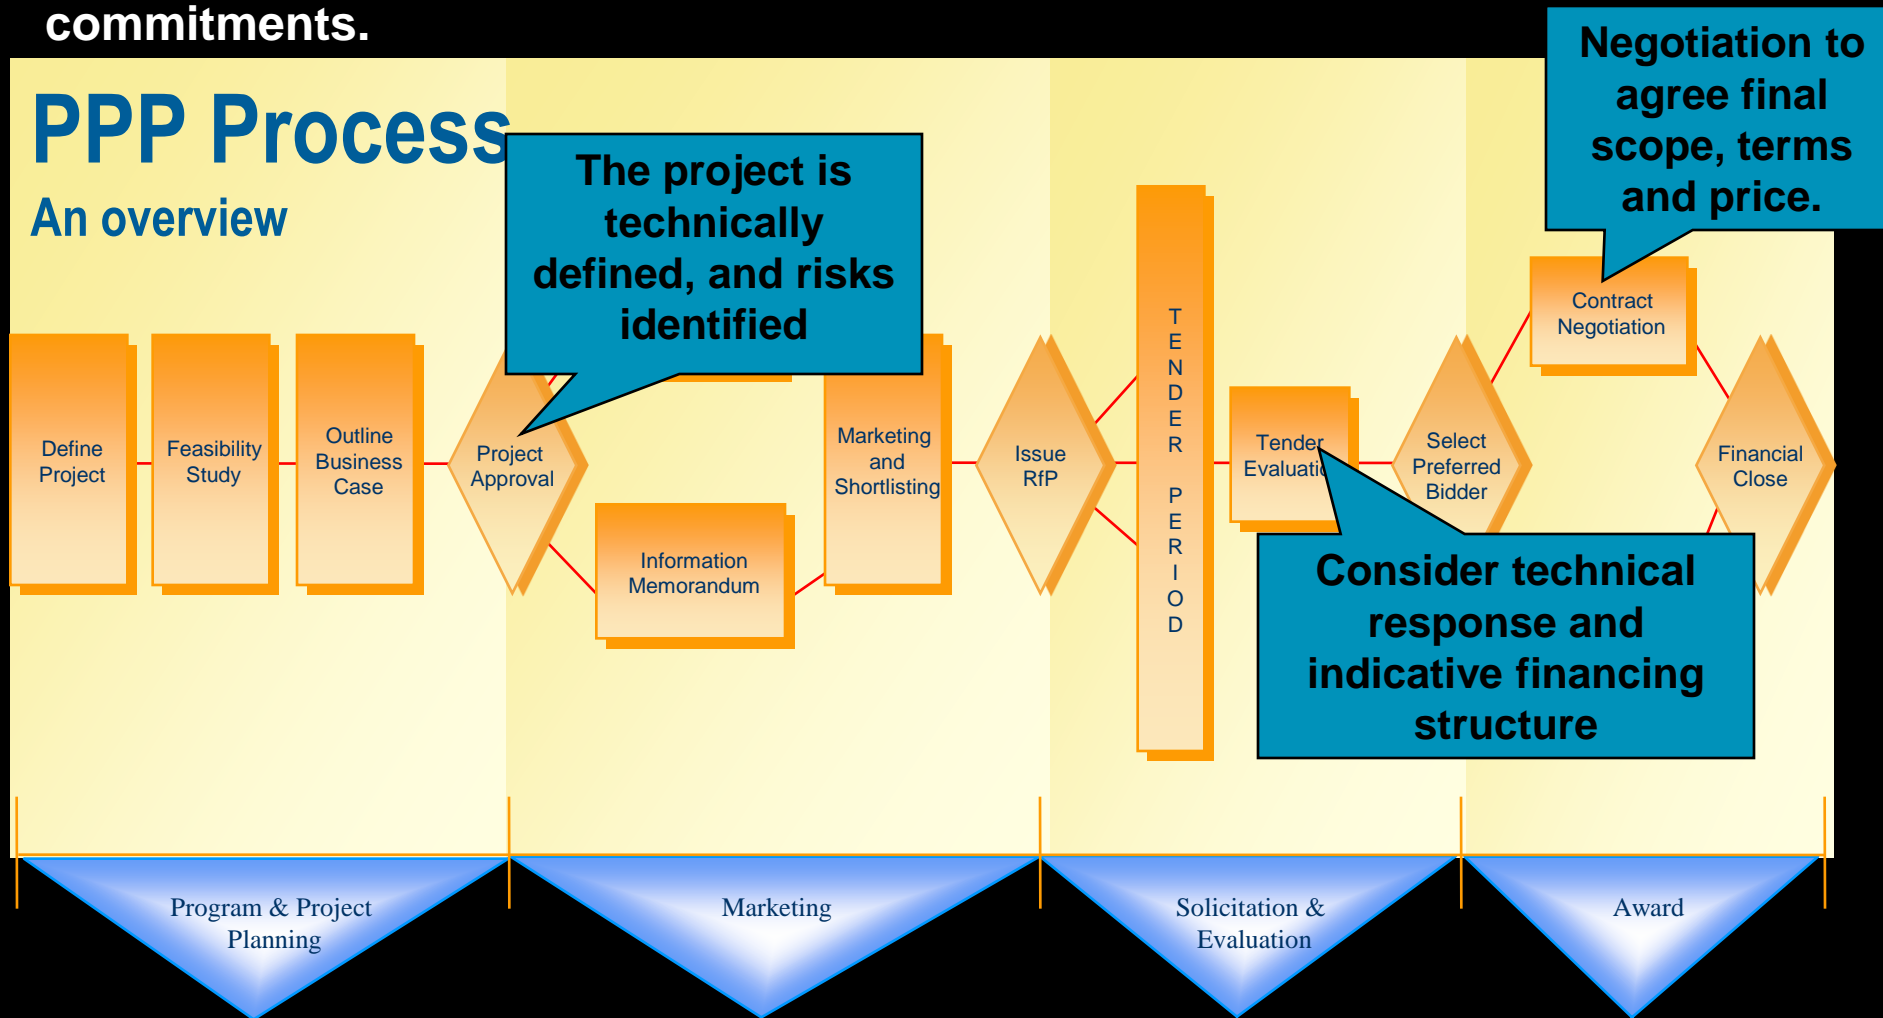 commitments.
PPP Process
An overview
Negotiation to
agree final
scope, terms
and price.
The project is
technically
defined, and risks
identified
Define
Project
Feasibility
Study
Outline
Business
Case
Project
Approval
Information
Memorandum
Marketing
and
Shortlisting
Issue
RfP
TENDER PERIOD
Tender
Select
Preferred
Bidder
Contract
Negotiation
Financial
Close
Consider technical
response and
indicative financing
structure
Program & Project
Planning
Marketing
Solicitation &
Evaluation
Award